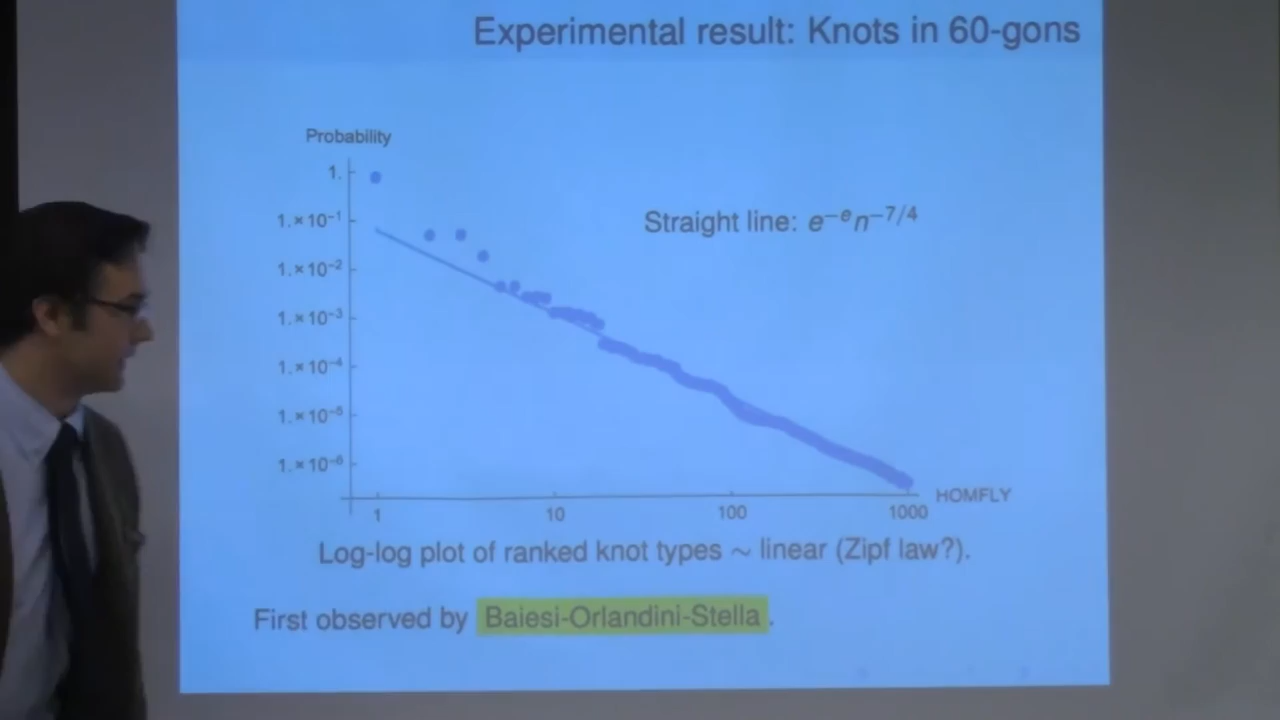 Experimental result: Knots in 60-gons
Probability
1.
1.×10⁻¹
1.×10⁻²
1.×10⁻³
1.×10⁻⁴
1.×10⁻⁵
1.×10⁻⁶
Straight line: e⁻ᵉn⁻⁷/⁴
HOMFLY
1 10 100 1000
Log-log plot of ranked knot types ~ linear (Zipf law?).
First observed by Baiesi-Orlandini-Stella.